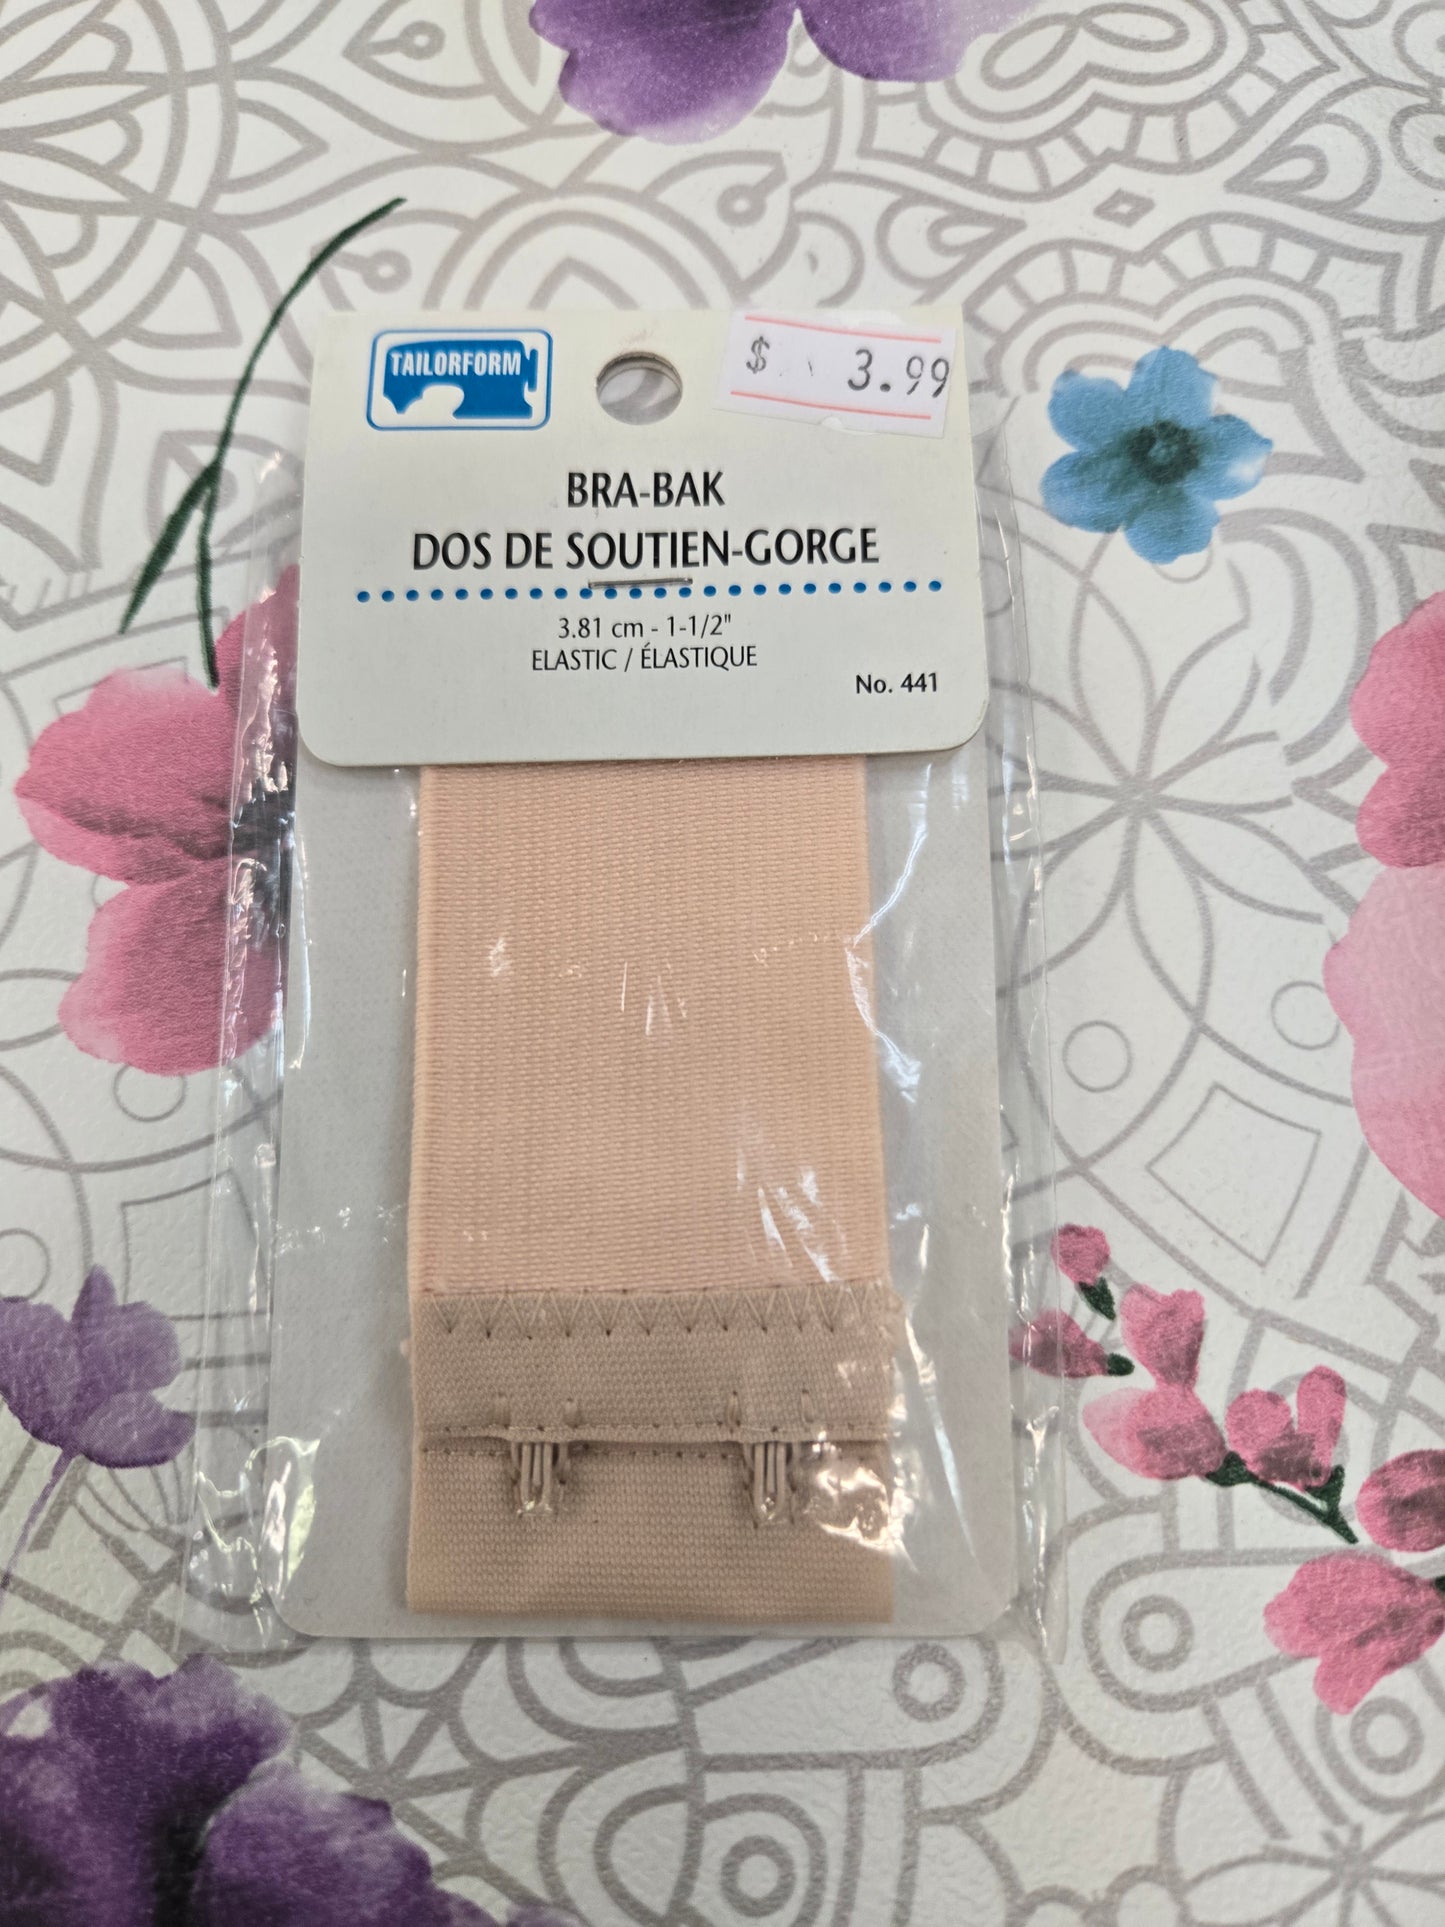 TAILORFORM
$ 3.99
BRA-BAK
DOS DE SOUTIEN-GORGE
3.81 cm - 1-1/2"
ELASTIC / ÉLASTIQUE
No. 441